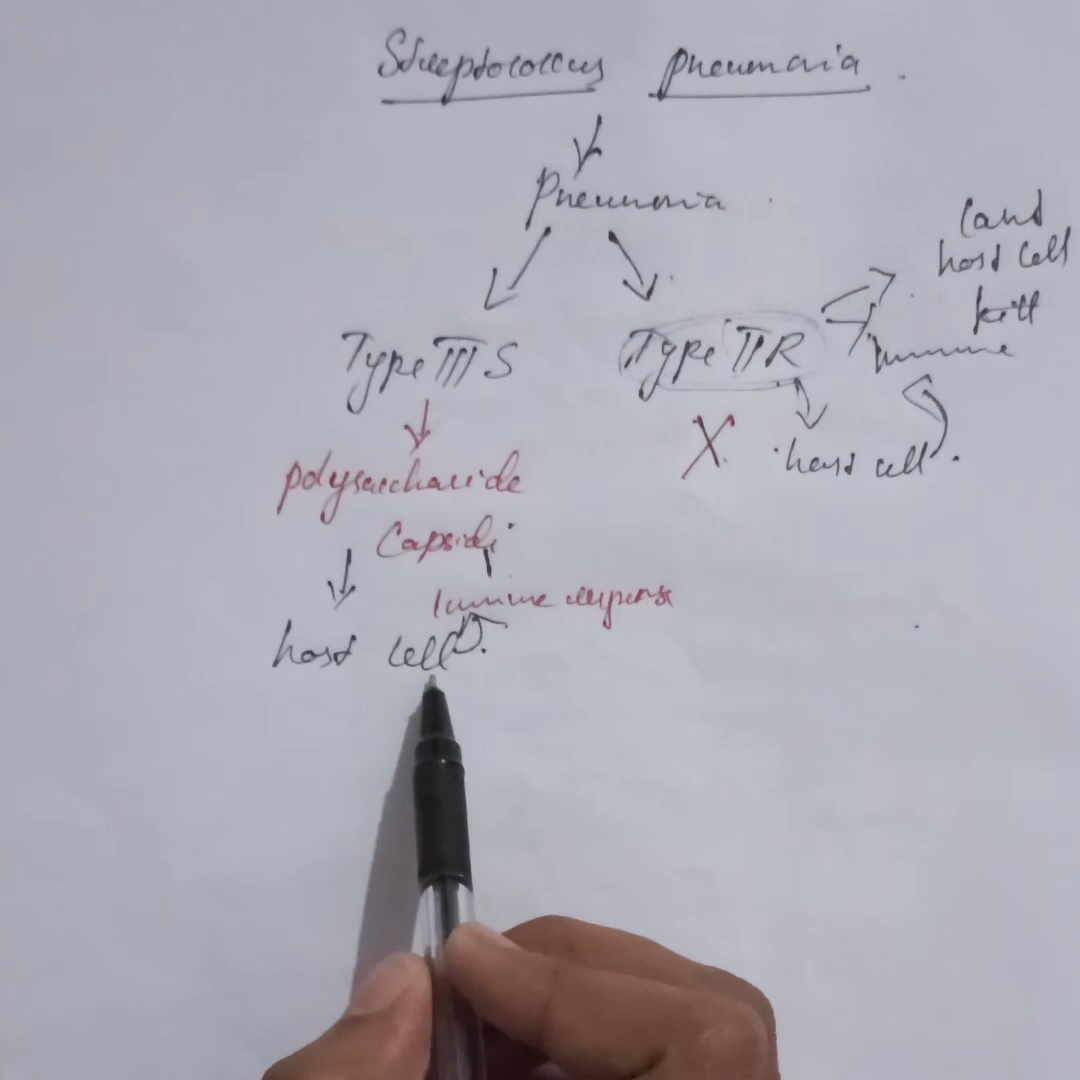 Streptococcus pneumonia
Pneumonia
Type III S
Type II R
Cant
host cell
kill
Immune
X host cell
polysaccharide
Capsid
Immune response
host cell